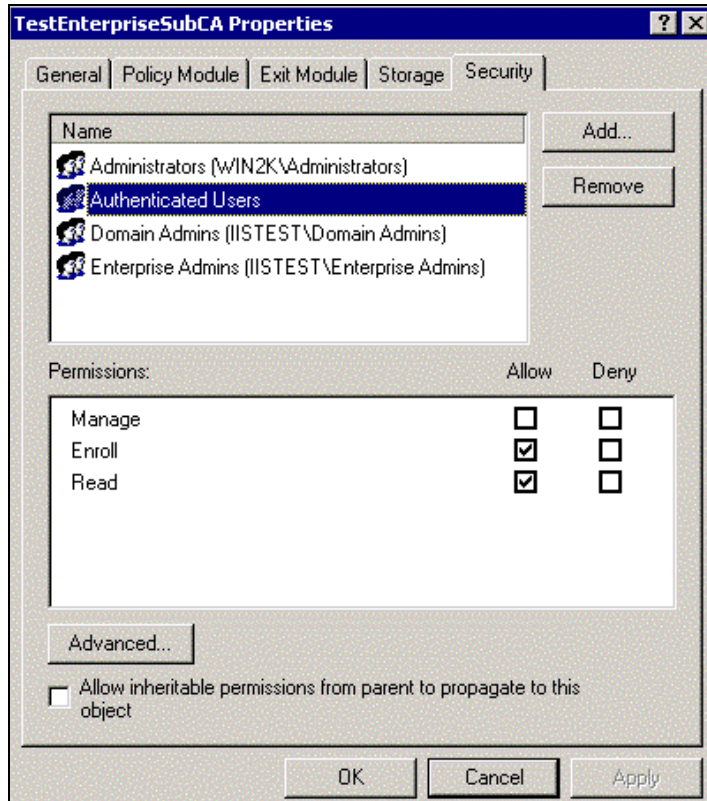 TestEnterpriseSubCA Properties
General Policy Module Exit Module Storage Security
Name
Add...
Administrators (WIN2K\Administrators)
Authenticated Users
Remove
Domain Admins (IISTEST\Domain Admins)
Enterprise Admins (IISTEST\Enterprise Admins)
Permissions: Allow Deny
Manage
Enroll
Read
Advanced...
Allow inheritable permissions from parent to propagate to this
object
OK Cancel Apply